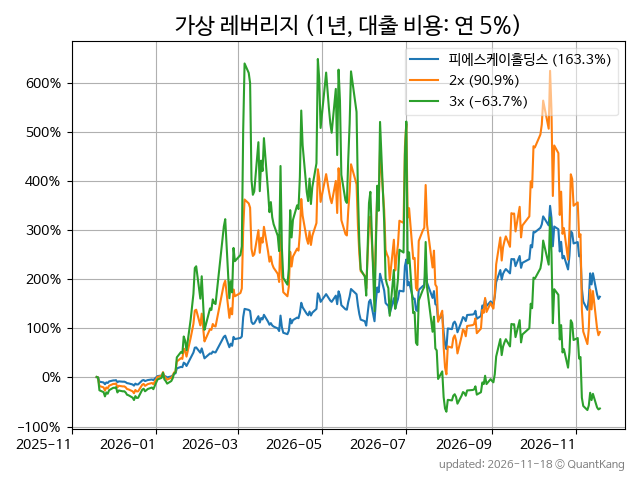 가상 레버리지 (1년, 대출 비용: 연 5%)
피에스케이홀딩스 (163.3%)
2x (90.9%)
3x (-63.7%)
600%
500%
400%
300%
200%
100%
0%
-100%
2025-11 2026-01 2026-03 2026-05 2026-07 2026-09 2026-11
updated: 2026-11-18 © QuantKang